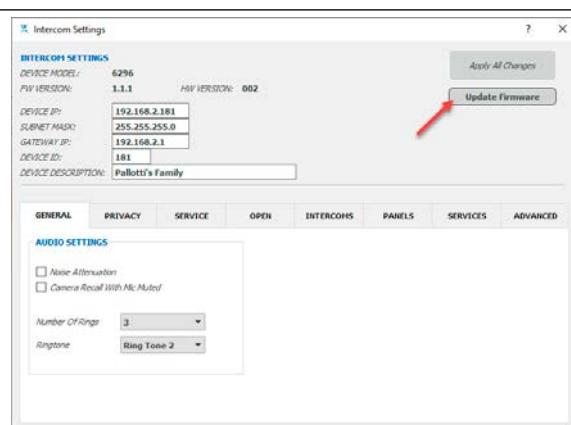 Intercom Settings ? X
INTERCOM SETTINGS
DEVICE MODEL: 6296
FW VERSION: 1.1.1 HW VERSION: 002
Apply All Changes
Update Firmware
DEVICE IP: 192.168.2.181
SUBNET MASK: 255.255.255.0
GATEWAY IP: 192.168.2.1
DEVICE ID: 181
DEVICE DESCRIPTION: Pallotti's Family
GENERAL PRIVACY SERVICE OPEN INTERCOMS PANELS SERVICES ADVANCED
AUDIO SETTINGS
Noise Attenuation
Camera Recall With Mic Muted
Number Of Rings 3
Ringtone Ring Tone 2